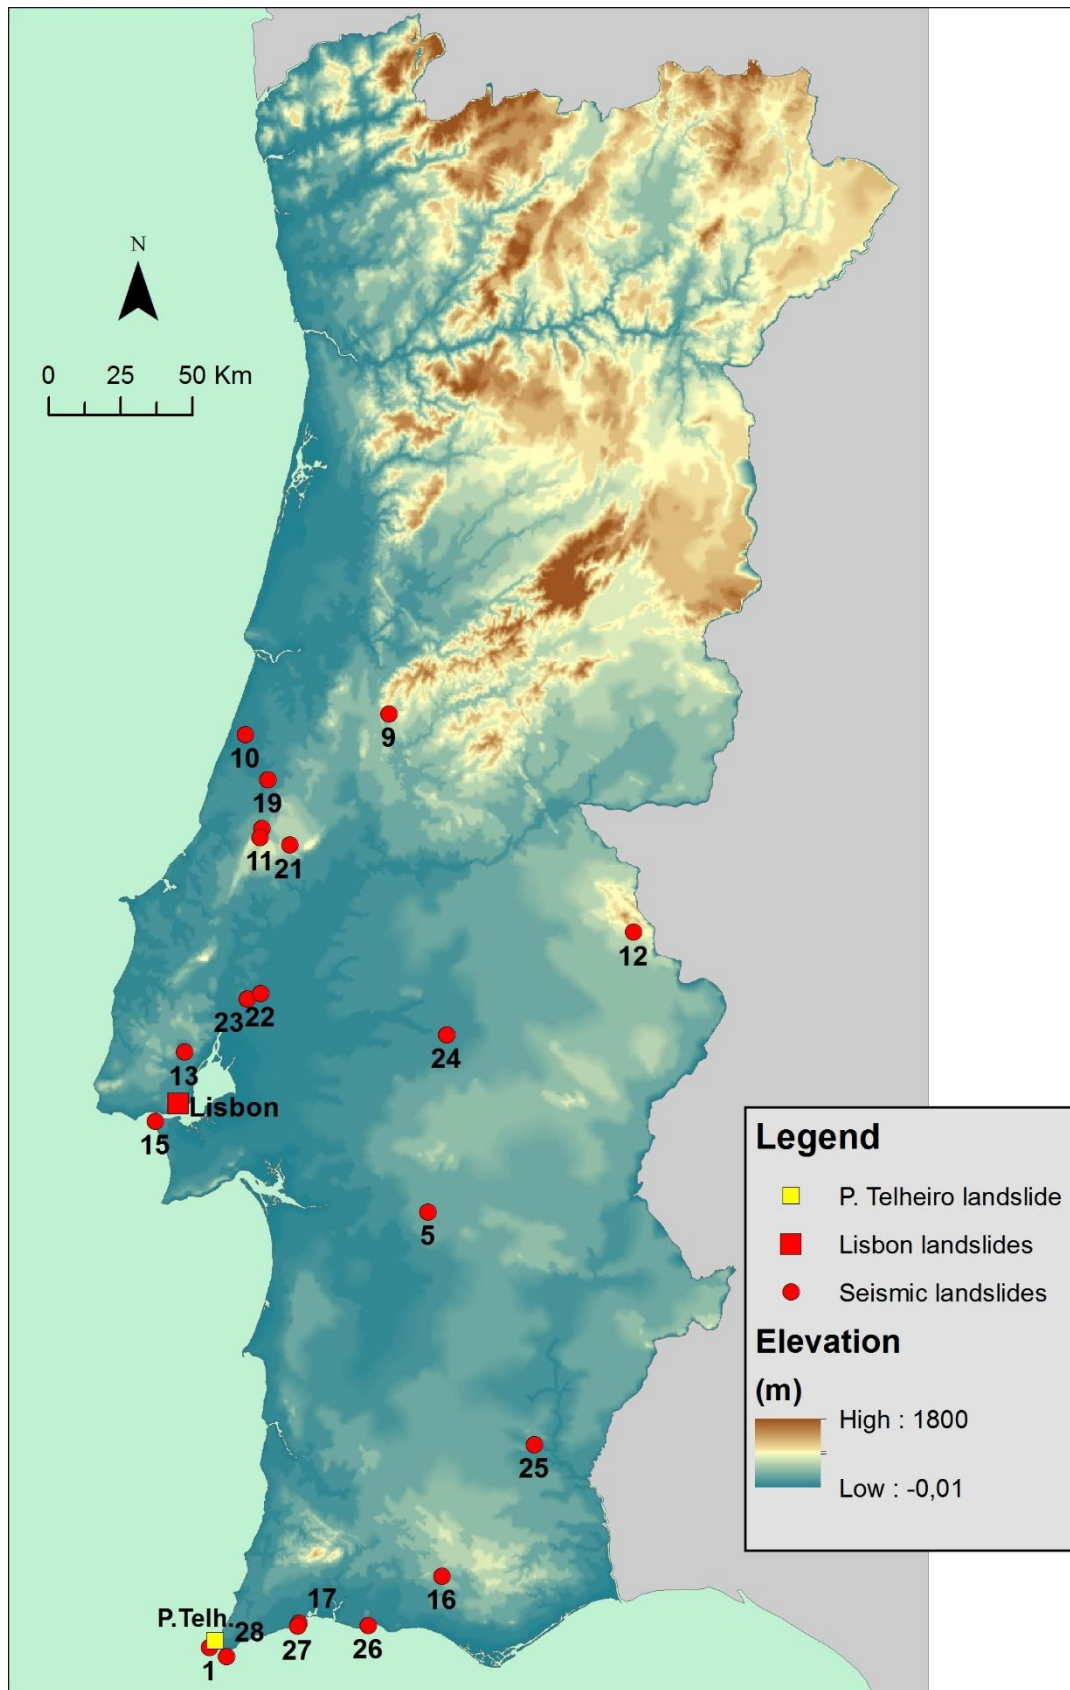 N
0 25 50 Km
9
10
19
11
21
12
23
22
24
13
Lisbon
15
5
25
16
17
P.Telh.
28
27
26
1
Legend
P. Telheiro landslide
Lisbon landslides
Seismic landslides
Elevation
(m)
High : 1800
Low : -0,01